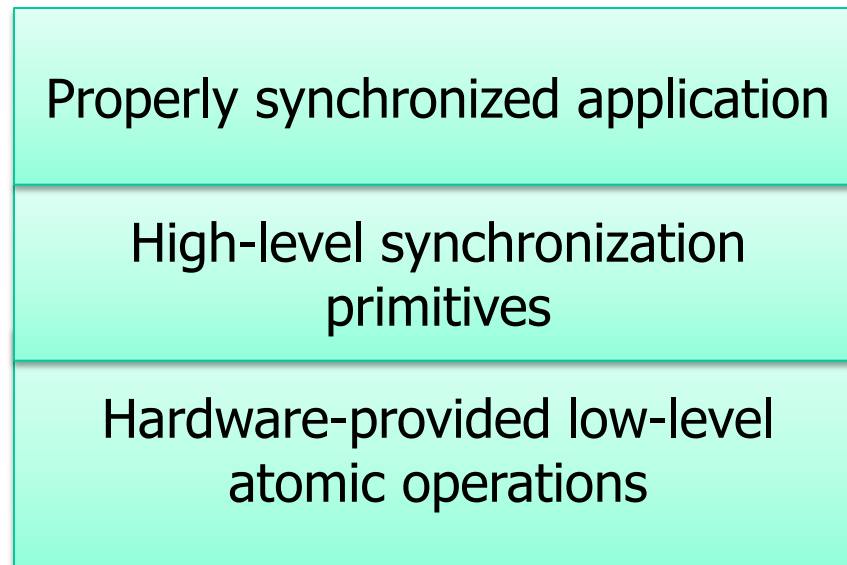 Properly synchronized application
High-level synchronization
primitives
Hardware-provided low-level
atomic operations